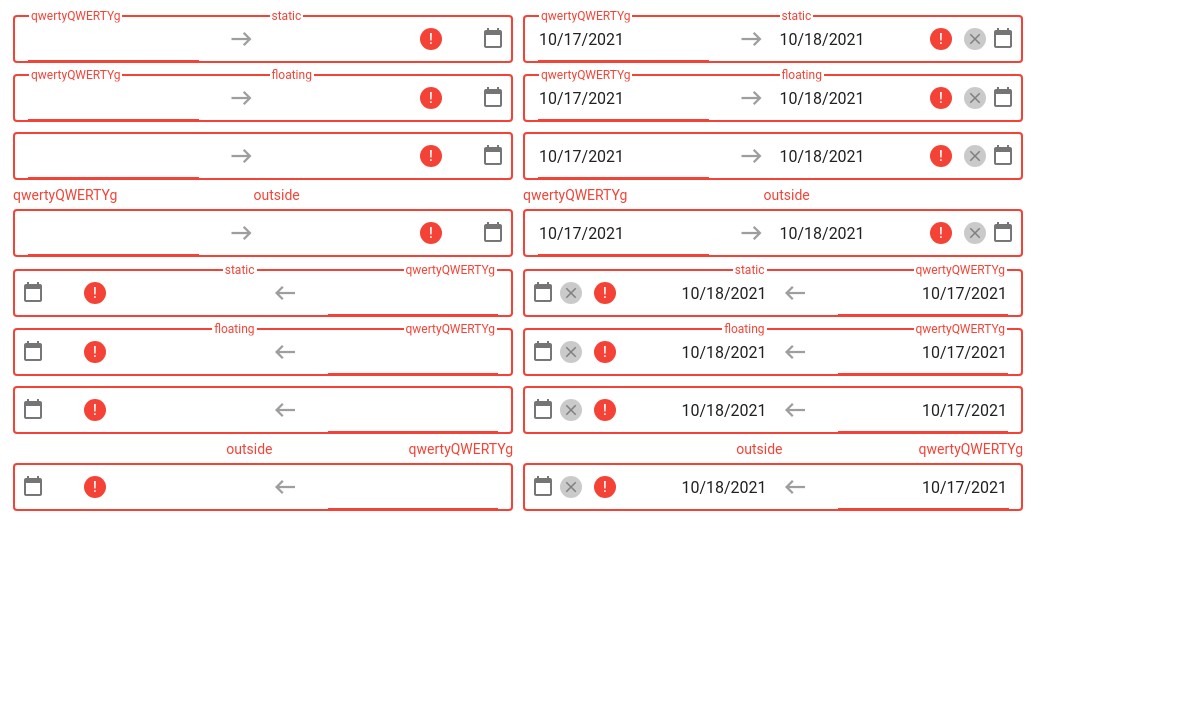 qwertyQWERTYg static qwertyQWERTYg static
10/17/2021 10/18/2021
qwertyQWERTYg floating qwertyQWERTYg floating
10/17/2021 10/18/2021
10/17/2021 10/18/2021
qwertyQWERTYg outside qwertyQWERTYg outside
10/17/2021 10/18/2021
static qwertyQWERTYg static qwertyQWERTYg
10/18/2021 10/17/2021
floating qwertyQWERTYg floating qwertyQWERTYg
10/18/2021 10/17/2021
10/18/2021 10/17/2021
outside qwertyQWERTYg outside qwertyQWERTYg
10/18/2021 10/17/2021